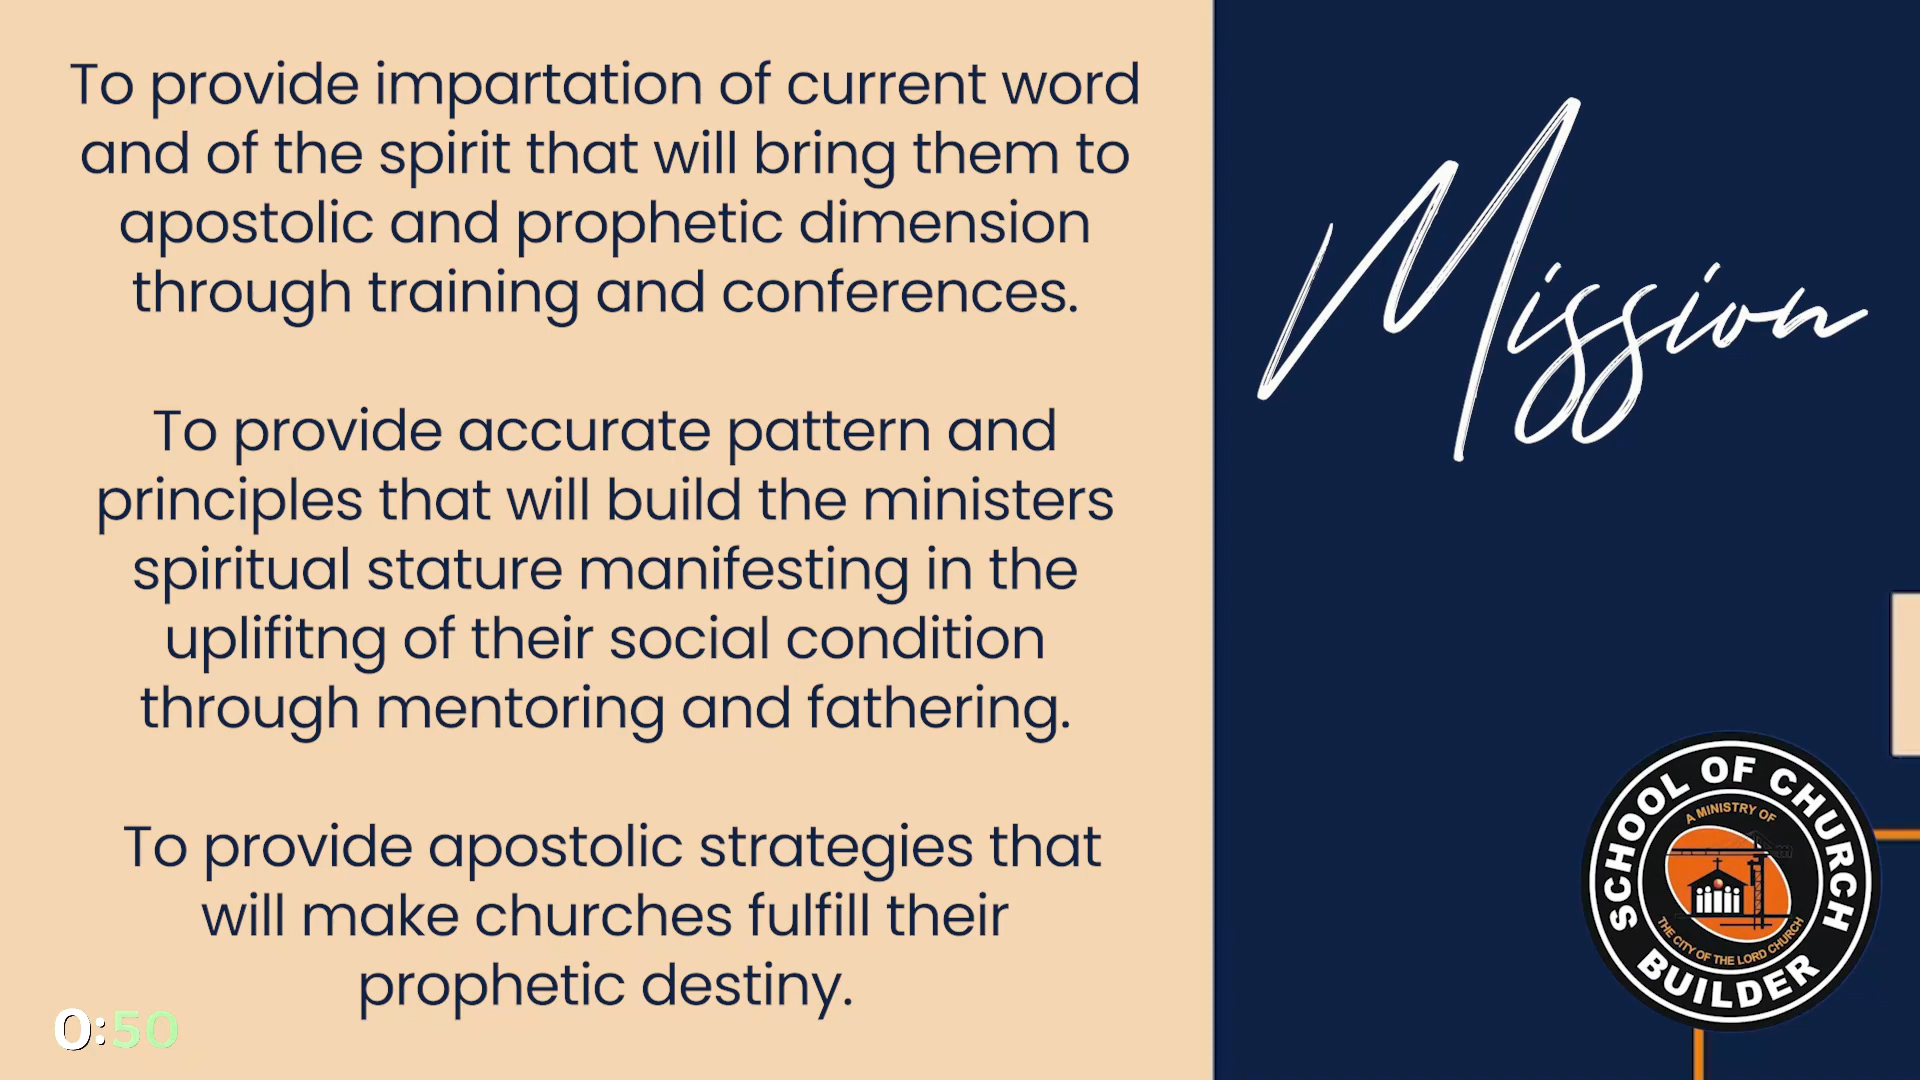 To provide impartation of current word
and of the spirit that will bring them to
apostolic and prophetic dimension
through training and conferences.
To provide accurate pattern and
principles that will build the ministers
spiritual stature manifesting in the
uplifitng of their social condition
through mentoring and fathering.
To provide apostolic strategies that
will make churches fulfill their
prophetic destiny.
0:50
Mission
SCHOOL OF CHURCH
BUILDER
A MINISTRY OF
THE CITY OF THE LORD CHURCH